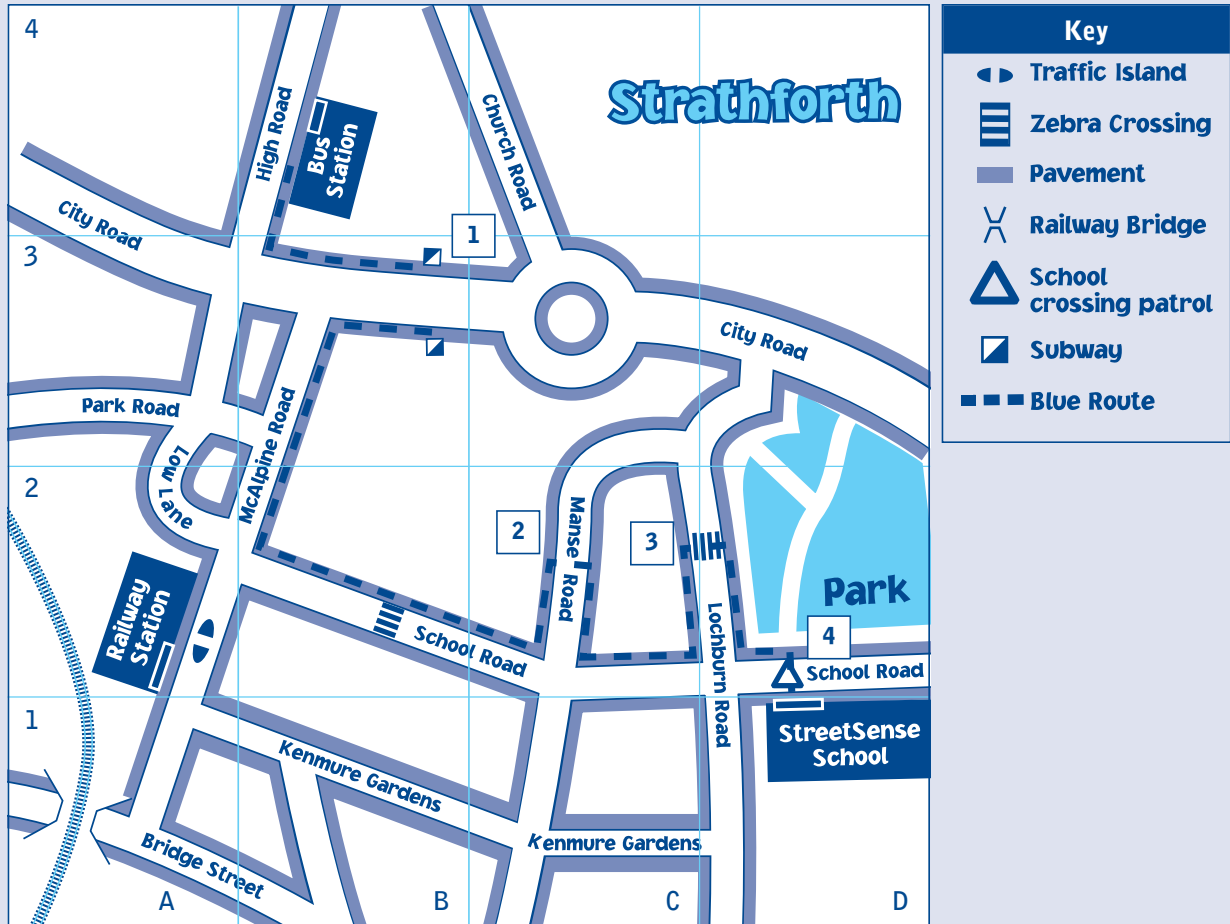 4
Strathforth
High Road
Bus
Station
Church Road
City Road
1
3
City Road
Park Road
McAlpine Road
Low Lane
2
2
Manse Road
3
Park
Railway
Station
School Road
Lochburn Road
4
School Road
1
StreetSense
School
Kenmure Gardens
Kenmure Gardens
Bridge Street
A
B
C
D
Key
Traffic Island
Zebra Crossing
Pavement
Railway Bridge
School
crossing patrol
Subway
Blue Route